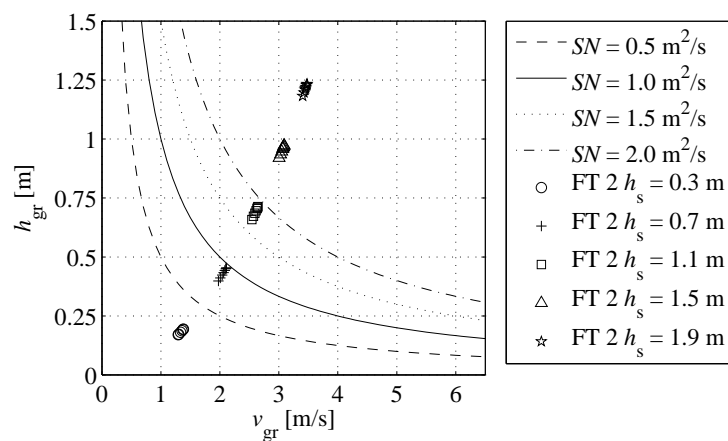 1.5
1.25
1
0.75
0.5
0.25
0
0 1 2 3 4 5 6
h_gr [m]
v_gr [m/s]
SN = 0.5 m²/s
SN = 1.0 m²/s
SN = 1.5 m²/s
SN = 2.0 m²/s
FT 2 h_s = 0.3 m
FT 2 h_s = 0.7 m
FT 2 h_s = 1.1 m
FT 2 h_s = 1.5 m
FT 2 h_s = 1.9 m